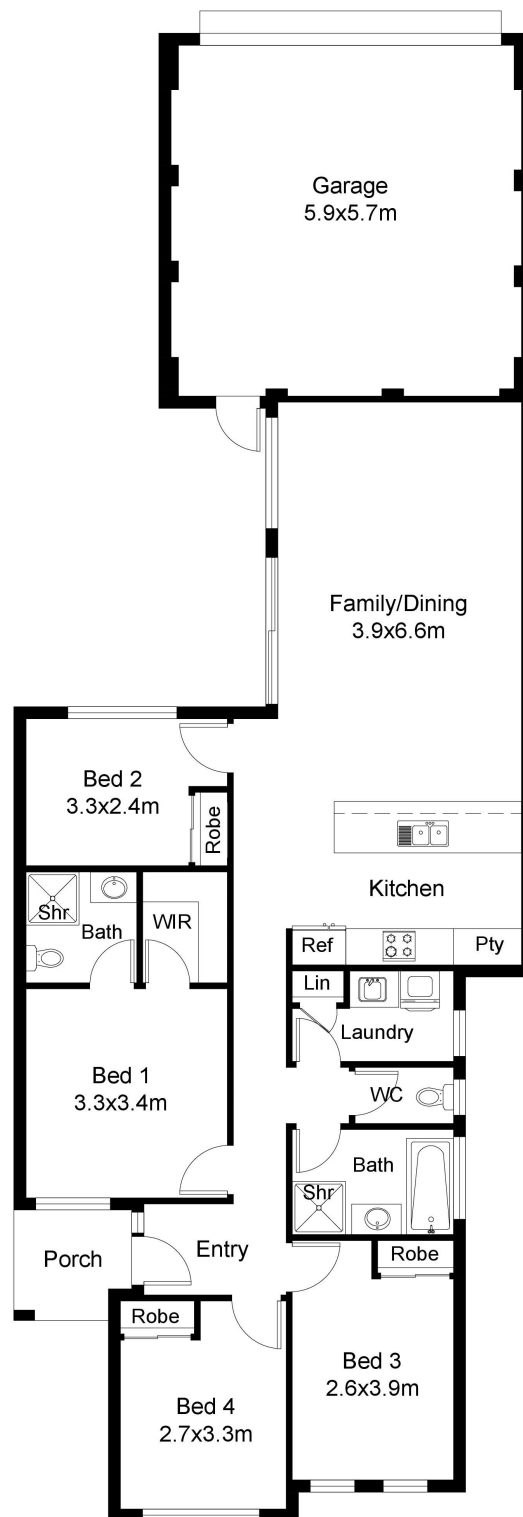 Garage
5.9x5.7m
Family/Dining
3.9x6.6m
Bed 2
3.3x2.4m
Robe
Kitchen
Shr
Bath
WIR
Ref
Pty
Lin
Laundry
Bed 1
3.3x3.4m
WC
Bath
Shr
Porch
Entry
Robe
Robe
Bed 3
2.6x3.9m
Bed 4
2.7x3.3m